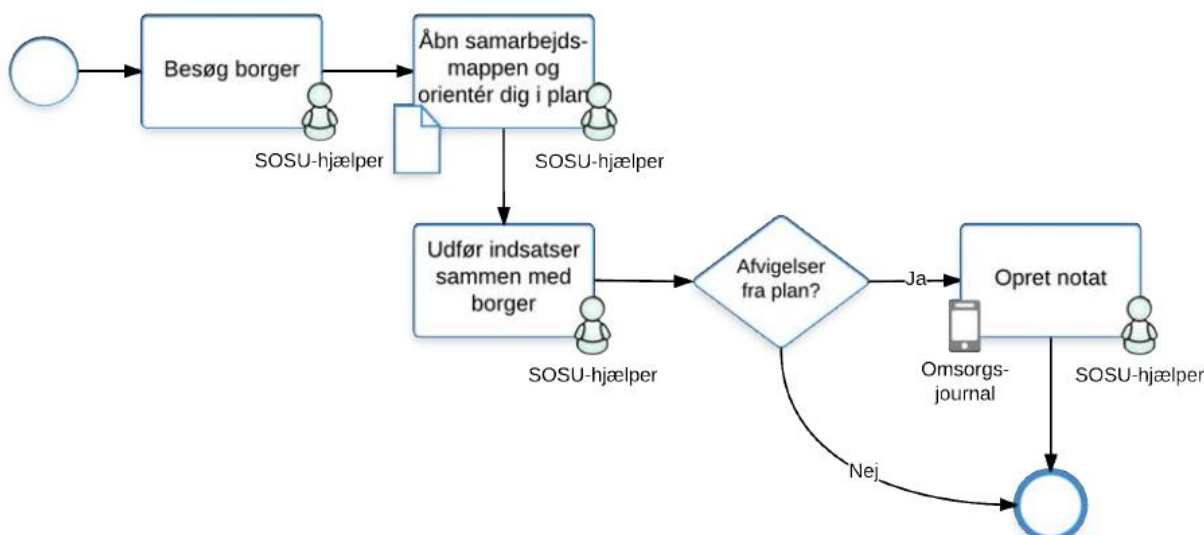 Besøg borger
SOSU-hjælper
Åbn samarbejds-
mappen og
orientér dig i plan
SOSU-hjælper
Udfør indsatser
sammen med
borger
SOSU-hjælper
Afvigelser
fra plan?
Ja
Nej
Opret notat
Omsorgs-
journal
SOSU-hjælper